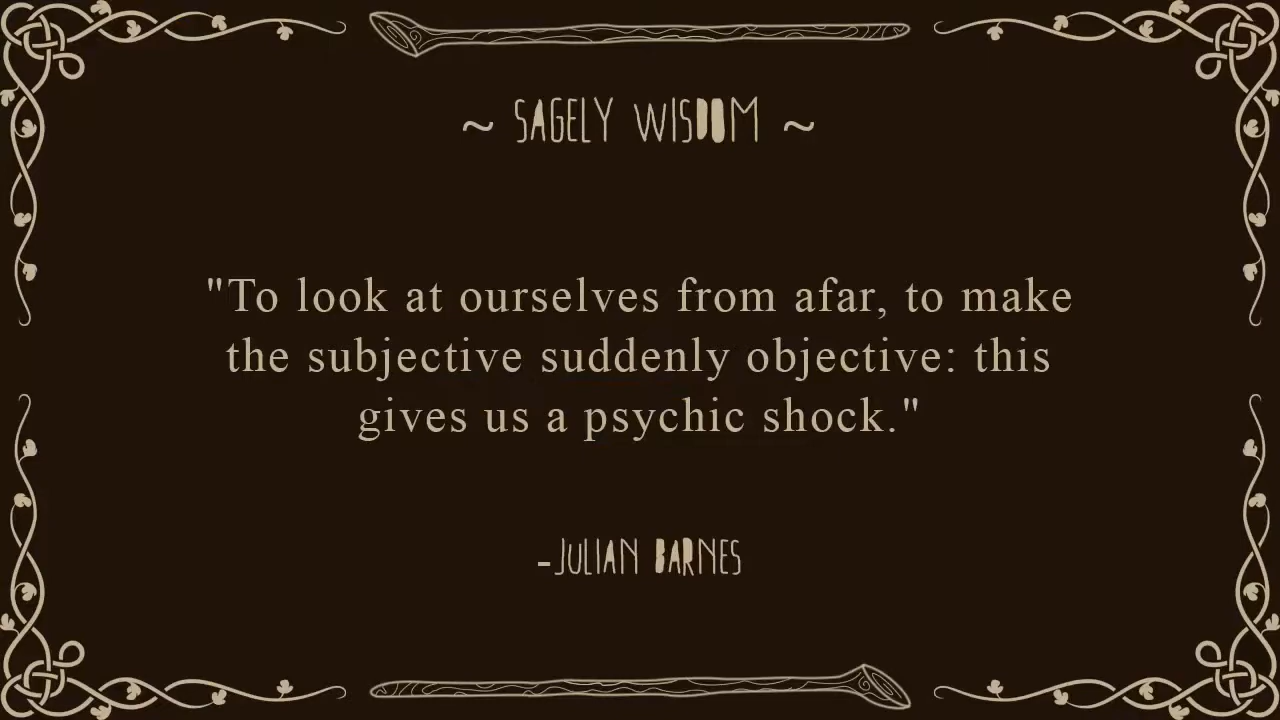 ~ SAGELY WISDOM ~
"To look at ourselves from afar, to make
the subjective suddenly objective: this
gives us a psychic shock."
-JULIAN BARNES